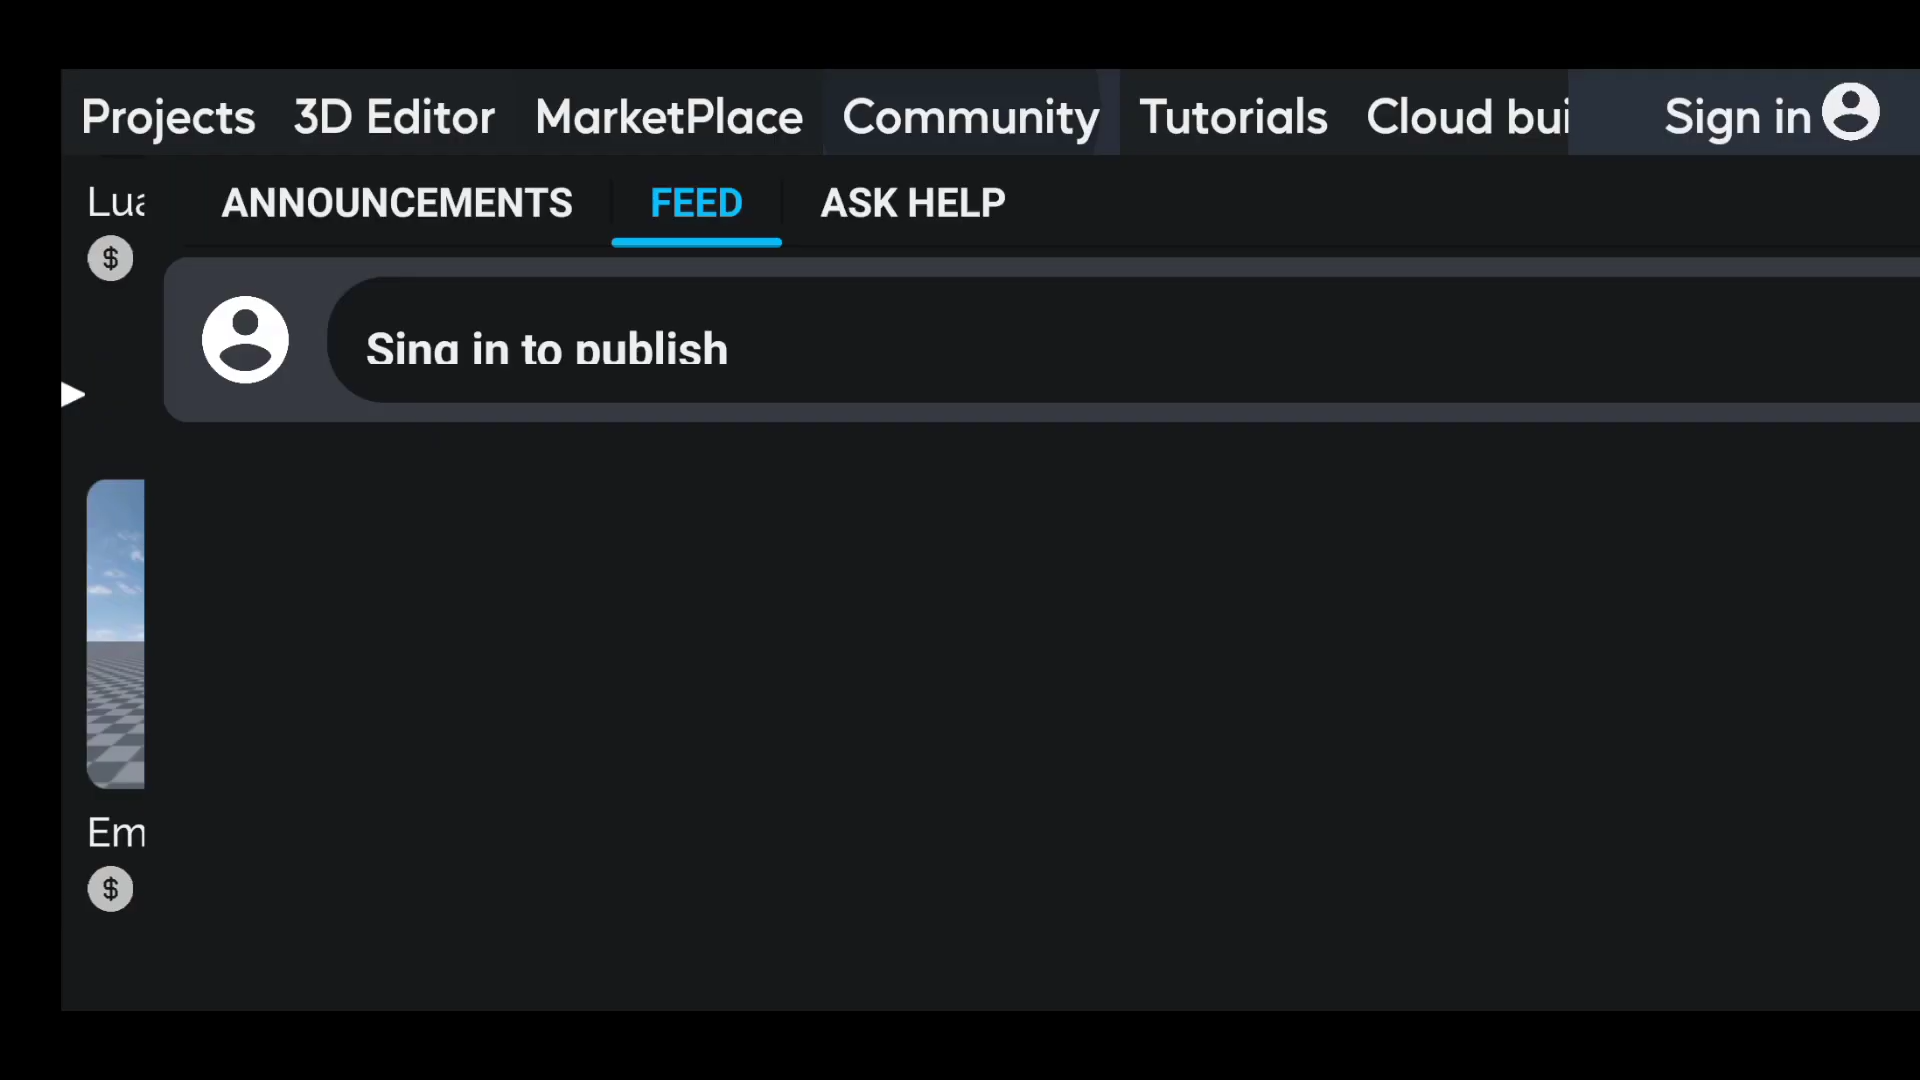 Projects 3D Editor MarketPlace Community Tutorials Cloud bui Sign in
ANNOUNCEMENTS FEED ASK HELP
Lua
$
Sing in to publish
Em
$